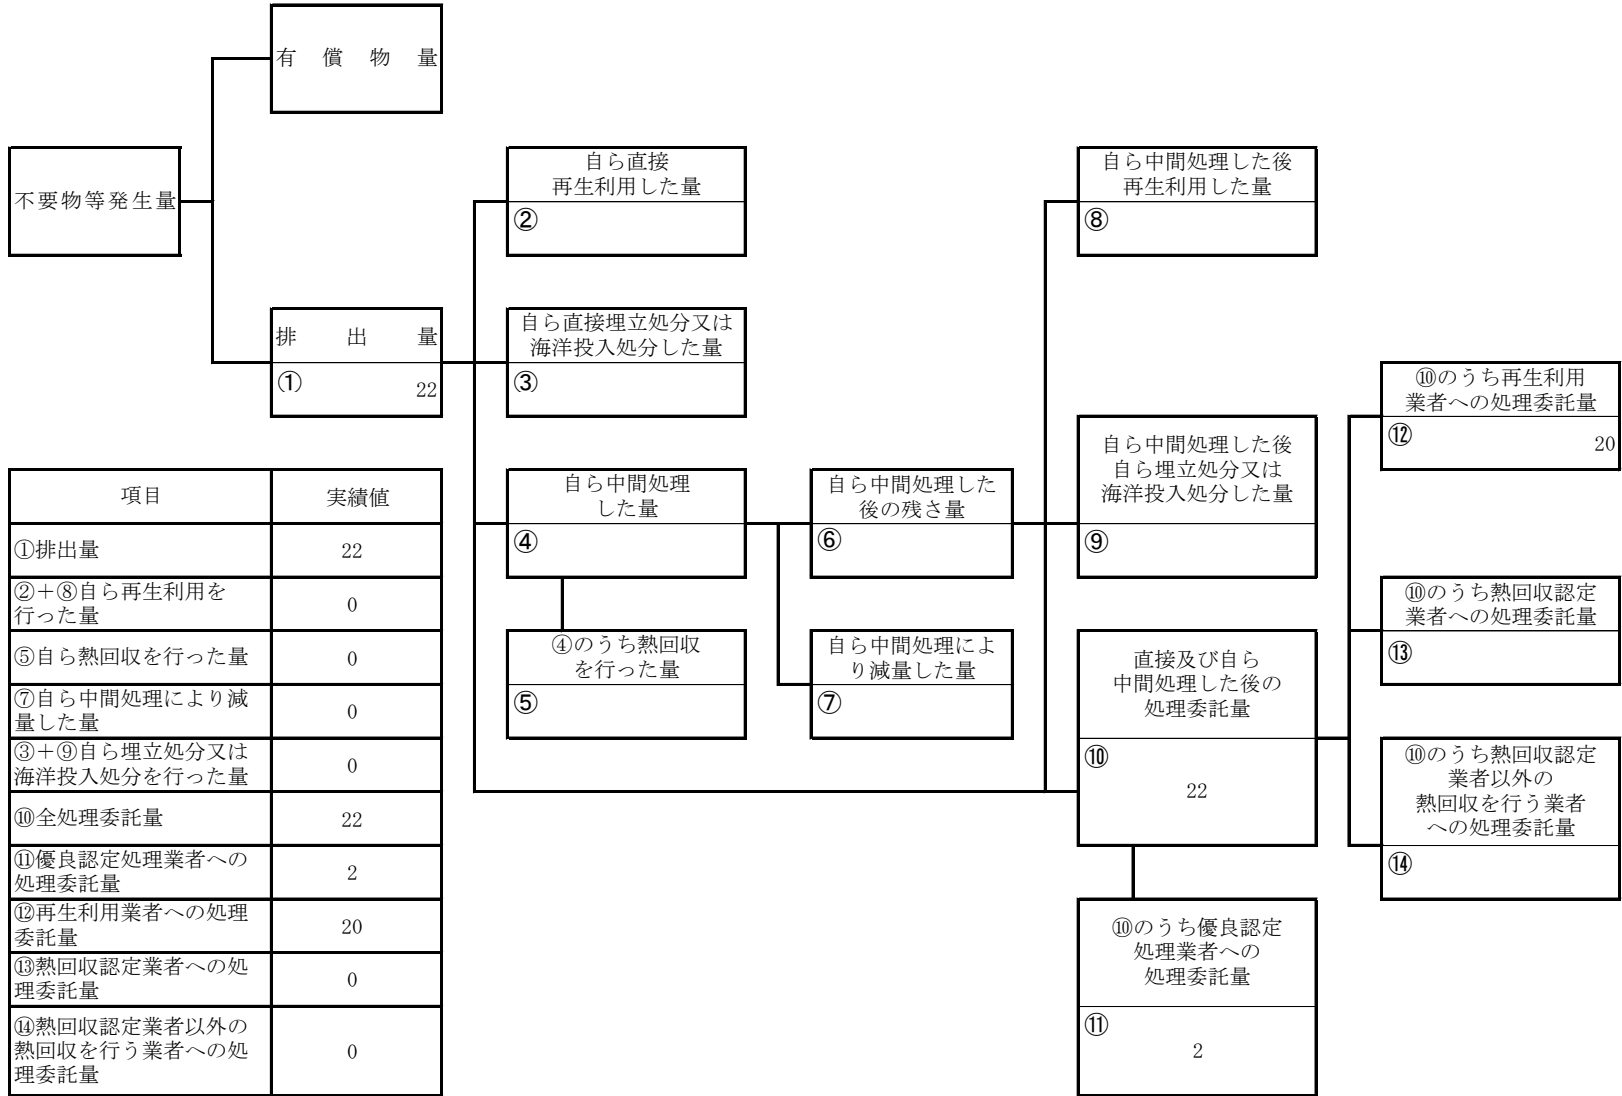 有償物量
不要物等発生量
排出量
①
22
自ら直接
再生利用した量
②
自ら直接埋立処分又は
海洋投入処分した量
③
自ら中間処理
した量
④
④のうち熱回収
を行った量
⑤
自ら中間処理した
後の残さ量
⑥
自ら中間処理によ
り減量した量
⑦
自ら中間処理した後
再生利用した量
⑧
自ら中間処理した後
自ら埋立処分又は
海洋投入処分した量
⑨
直接及び自ら
中間処理した後の
処理委託量
⑩
22
⑩のうち優良認定
処理業者への
処理委託量
⑪
2
⑩のうち再生利用
業者への処理委託量
⑫
20
⑩のうち熱回収認定
業者への処理委託量
⑬
⑩のうち熱回収認定
業者以外の
熱回収を行う業者
への処理委託量
⑭
項目 実績値
①排出量 22
②+⑧自ら再生利用を
行った量 0
⑤自ら熱回収を行った量 0
⑦自ら中間処理により減
量した量 0
③+⑨自ら埋立処分又は
海洋投入処分を行った量 0
⑩全処理委託量 22
⑪優良認定処理業者への
処理委託量 2
⑫再生利用業者への処理
委託量 20
⑬熱回収認定業者への処
理委託量 0
⑭熱回収認定業者以外の
熱回収を行う業者への処
理委託量 0